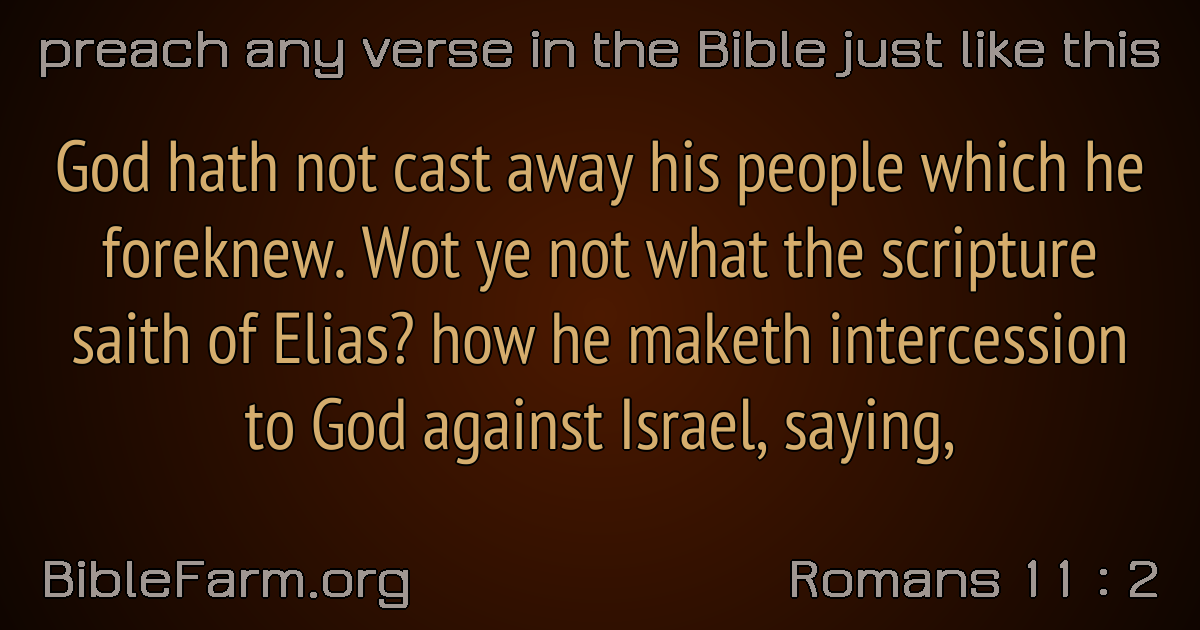 preach any verse in the Bible just like this
God hath not cast away his people which he
foreknew. Wot ye not what the scripture
saith of Elias? how he maketh intercession
to God against Israel, saying,
BibleFarm.org
Romans 11 : 2